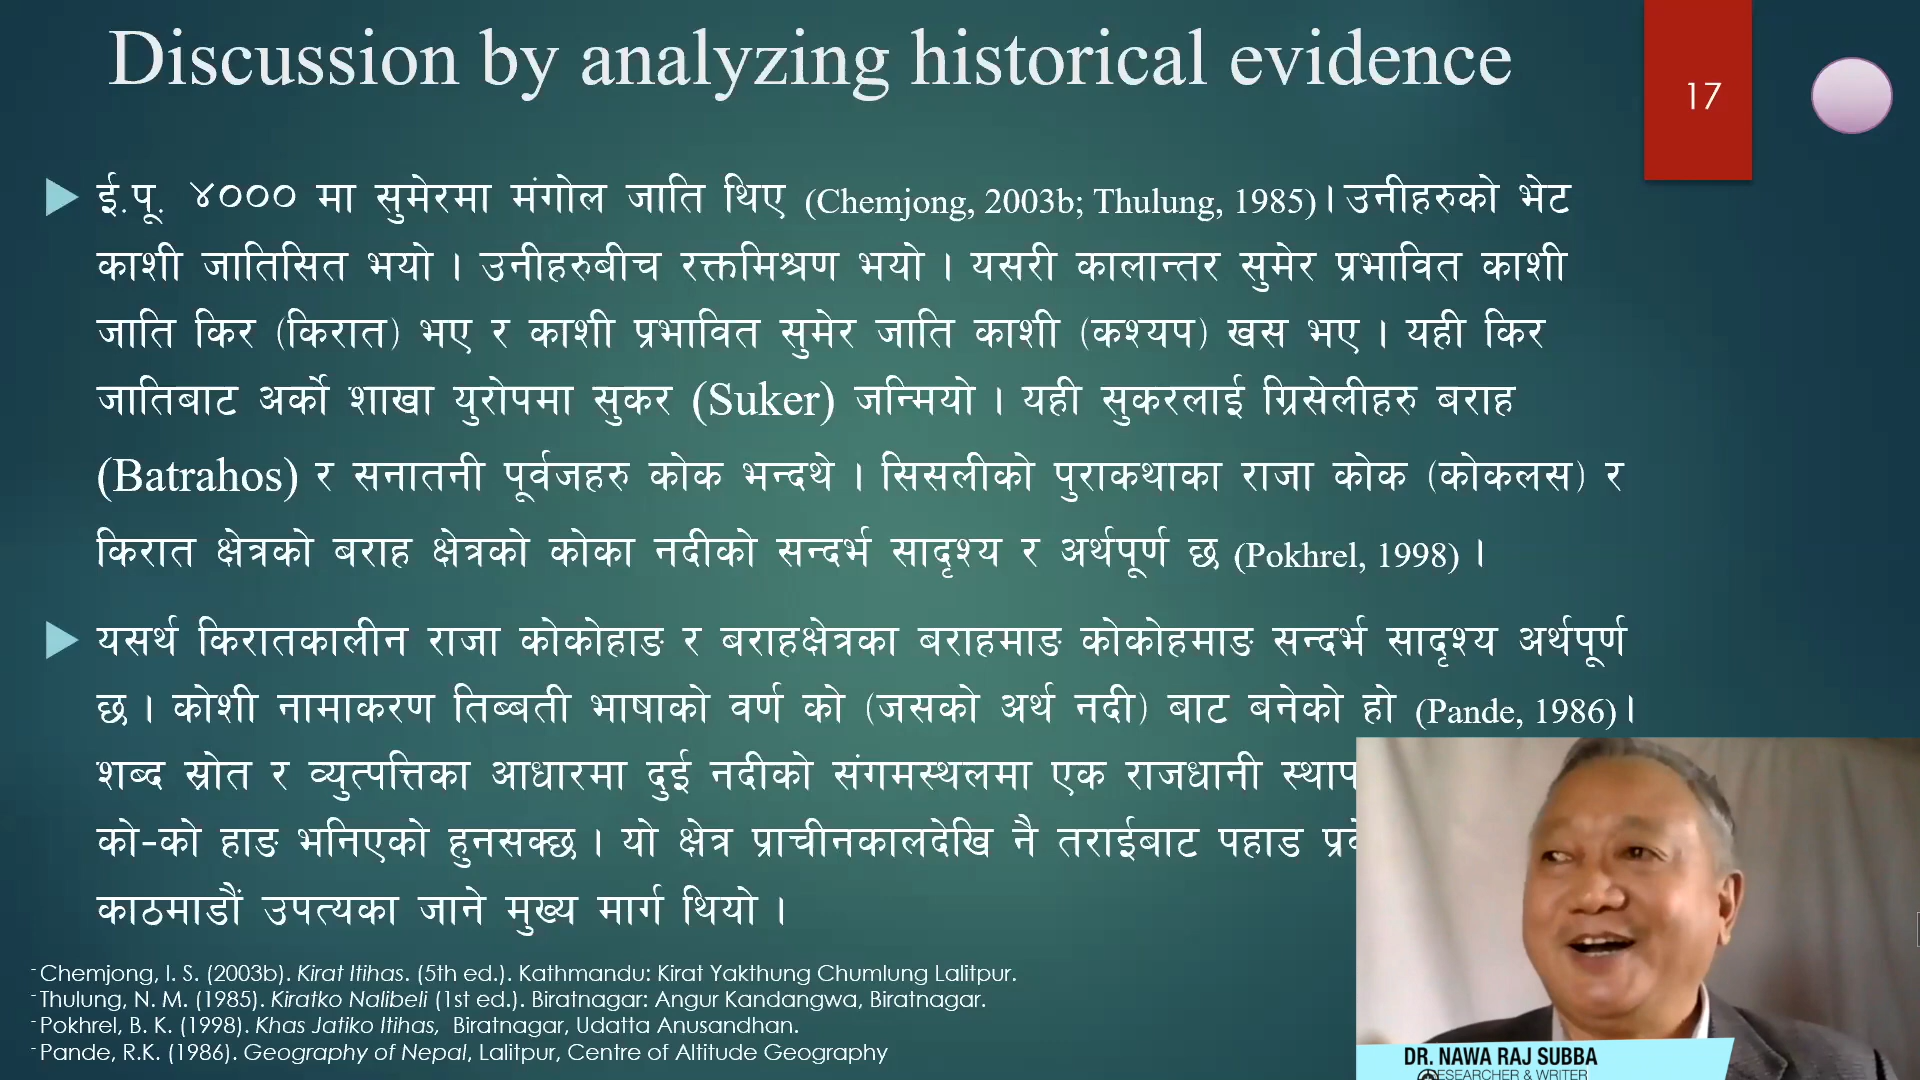 Discussion by analyzing historical evidence
17
ई.पू. ४००० मा सुमेरमा मंगोल जाति थिए (Chemjong, 2003b; Thulung, 1985)। उनीहरुको भेट
काशी जातिसित भयो । उनीहरुबीच रक्तमिश्रण भयो । यसरी कालान्तर सुमेर प्रभावित काशी
जाति किर (किरात) भए र काशी प्रभावित सुमेर जाति काशी (कश्यप) खस भए । यही किर
जातिबाट अर्को शाखा युरोपमा सुकर (Suker) जन्मियो । यही सुकरलाई ग्रिसेलीहरु बराह
(Batrahos) र सनातनी पूर्वजहरु कोक भन्दथे । सिसलीको पुराकथाका राजा कोक (कोकलस) र
किरात क्षेत्रको बराह क्षेत्रको कोका नदीको सन्दर्भ सादृश्य र अर्थपूर्ण छ (Pokhrel, 1998) ।
यसर्थ किरातकालीन राजा कोकोहाङ र बराहक्षेत्रका बराहमाङ कोकोहमाङ सन्दर्भ सादृश्य अर्थपूर्ण
छ । कोशी नामाकरण तिब्बती भाषाको वर्ण को (जसको अर्थ नदी) बाट बनेको हो (Pande, 1986)।
शब्द स्रोत र व्युत्पत्तिका आधारमा दुई नदीको संगमस्थलमा एक राजधानी
को-को हाङ भनिएको हुनसक्छ । यो क्षेत्र प्राचीनकालदेखि नै तराईबाट पहाड
काठमाडौं उपत्यका जाने मुख्य मार्ग थियो ।
- Chemjong, I. S. (2003b). Kirat Itihas. (5th ed.). Kathmandu: Kirat Yakthung Chumlung Lalitpur.
- Thulung, N. M. (1985). Kiratko Nalibeli (1st ed.). Biratnagar: Angur Kandangwa, Biratnagar.
- Pokhrel, B. K. (1998). Khas Jatiko Itihas, Biratnagar, Udatta Anusandhan.
- Pande, R.K. (1986). Geography of Nepal, Lalitpur, Centre of Altitude Geography
DR. NAWA RAJ SUBBA
RESEARCHER & WRITER